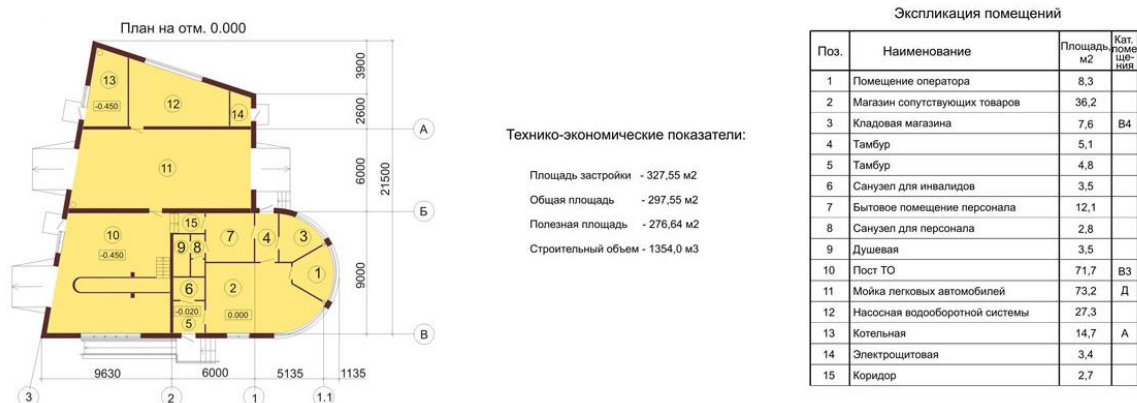 План на отм. 0.000
13
-0.450
12
14
11
10
-0.450
15
9
8
7
4
3
1
6
2
-0.020
5
0.000
3900
2600
6000
9000
21500
А
Б
В
9630
6000
5135
1135
3
2
1
1.1
Технико-экономические показатели:
Площадь застройки - 327,55 м2
Общая площадь - 297,55 м2
Полезная площадь - 276,64 м2
Строительный объем - 1354,0 м3
Экспликация помещений
Поз. Наименование Площадь, м2 Кат. поме ще- ния
1 Помещение оператора 8,3
2 Магазин сопутствующих товаров 36,2
3 Кладовая магазина 7,6 В4
4 Тамбур 5,1
5 Тамбур 4,8
6 Санузел для инвалидов 3,5
7 Бытовое помещение персонала 12,1
8 Санузел для персонала 2,8
9 Душевая 3,5
10 Пост ТО 71,7 В3
11 Мойка легковых автомобилей 73,2 Д
12 Насосная водооборотной системы 27,3
13 Котельная 14,7 А
14 Электрощитовая 3,4
15 Коридор 2,7